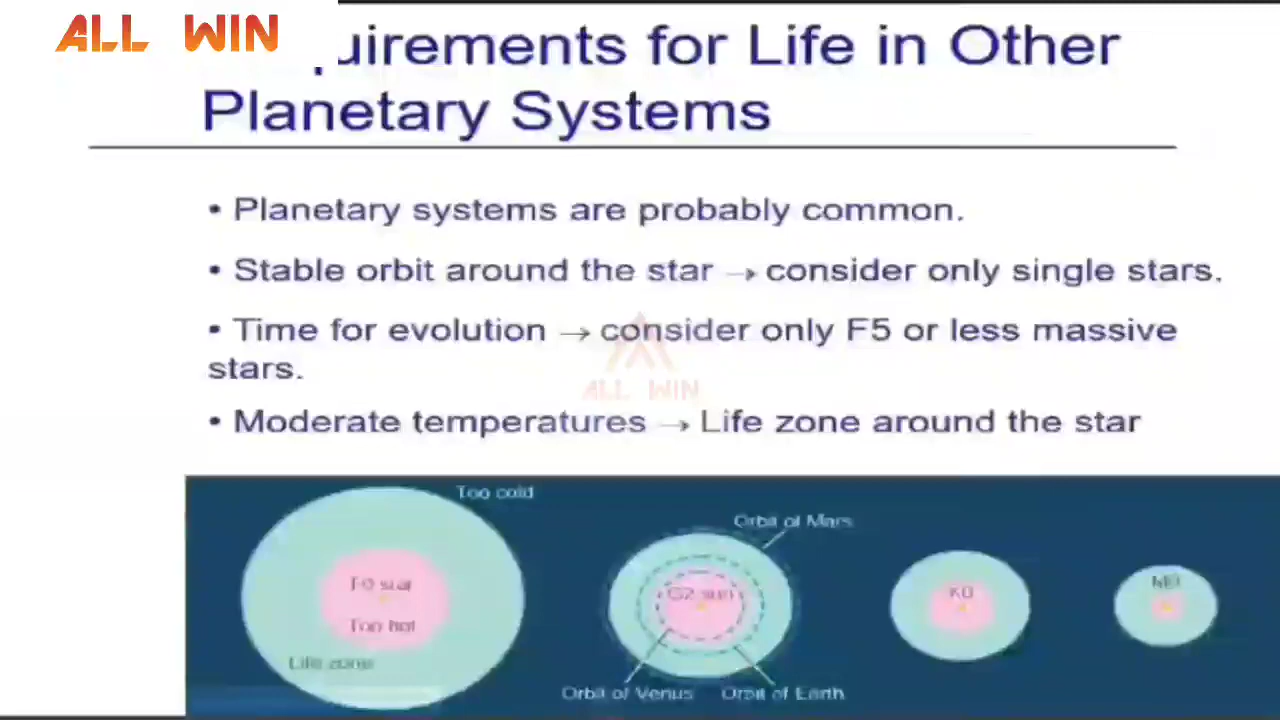 ALL WIN
quirements for Life in Other
Planetary Systems
• Planetary systems are probably common.
• Stable orbit around the star → consider only single stars.
• Time for evolution → consider only F5 or less massive
stars.
ALL WIN
• Moderate temperatures → Life zone around the star
Too cold
Orbit of Mars
F0 star
G2 sun
K0
M0
Too hot
Life zone
Orbit of Venus
Orbit of Earth